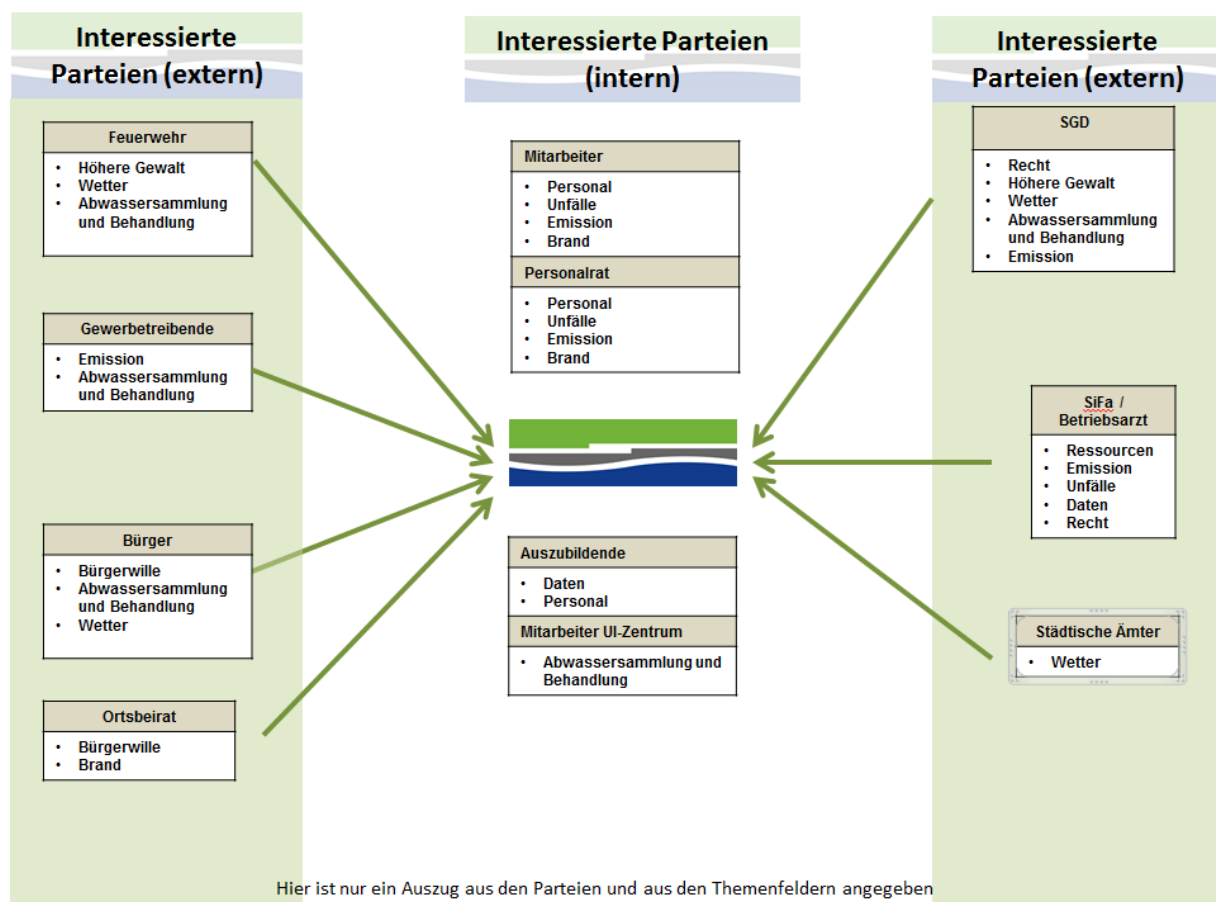 Interessierte
Parteien (extern)
Feuerwehr
• Höhere Gewalt
• Wetter
• Abwassersammlung
und Behandlung
Gewerbetreibende
• Emission
• Abwassersammlung
und Behandlung
Bürger
• Bürgerwille
• Abwassersammlung
und Behandlung
• Wetter
Ortsbeirat
• Bürgerwille
• Brand
Interessierte Parteien
(intern)
Mitarbeiter
• Personal
• Unfälle
• Emission
• Brand
Personalrat
• Personal
• Unfälle
• Emission
• Brand
Auszubildende
• Daten
• Personal
Mitarbeiter UI-Zentrum
• Abwassersammlung und
Behandlung
Interessierte
Parteien (extern)
SGD
• Recht
• Höhere Gewalt
• Wetter
• Abwassersammlung
und Behandlung
• Emission
SiFa /
Betriebsarzt
• Ressourcen
• Emission
• Unfälle
• Daten
• Recht
Städtische Ämter
• Wetter
Hier ist nur ein Auszug aus den Parteien und aus den Themenfeldern angegeben